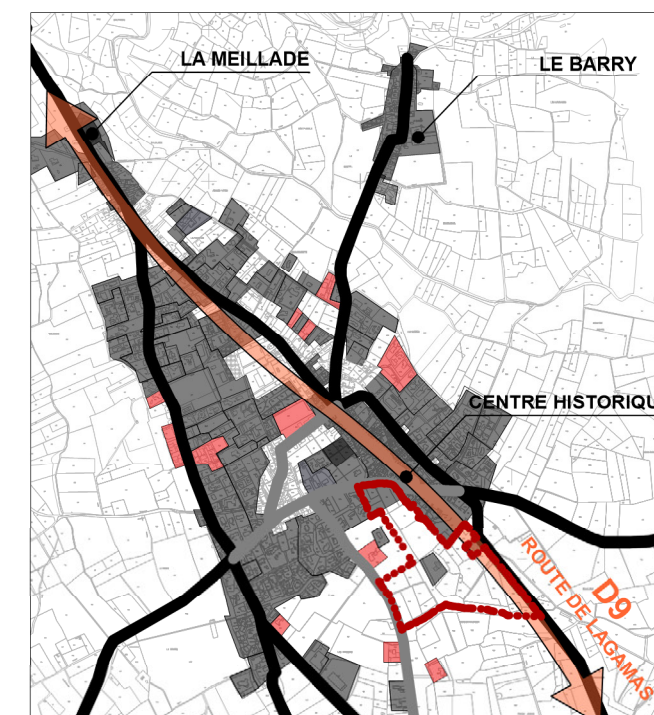 LA MEILLADE
LE BARRY
CENTRE HISTORIQU
D9
ROUTE DE LAGAMAS